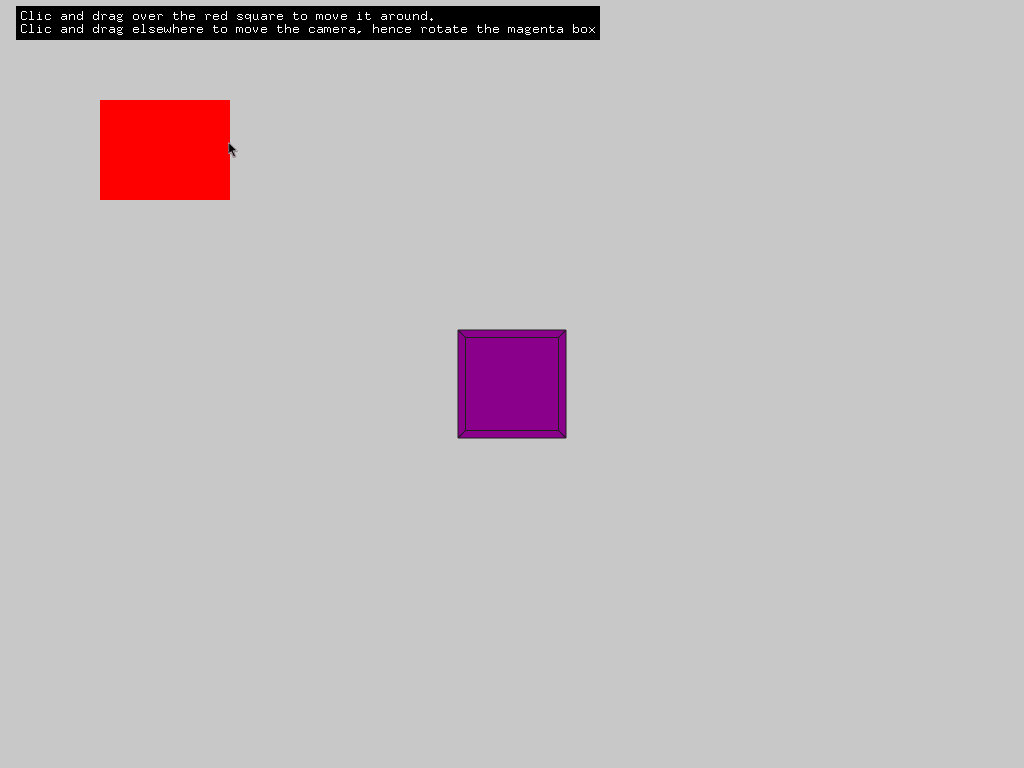 Clic and drag over the red square to move it around.
Clic and drag elsewhere to move the camera, hence rotate the magenta box